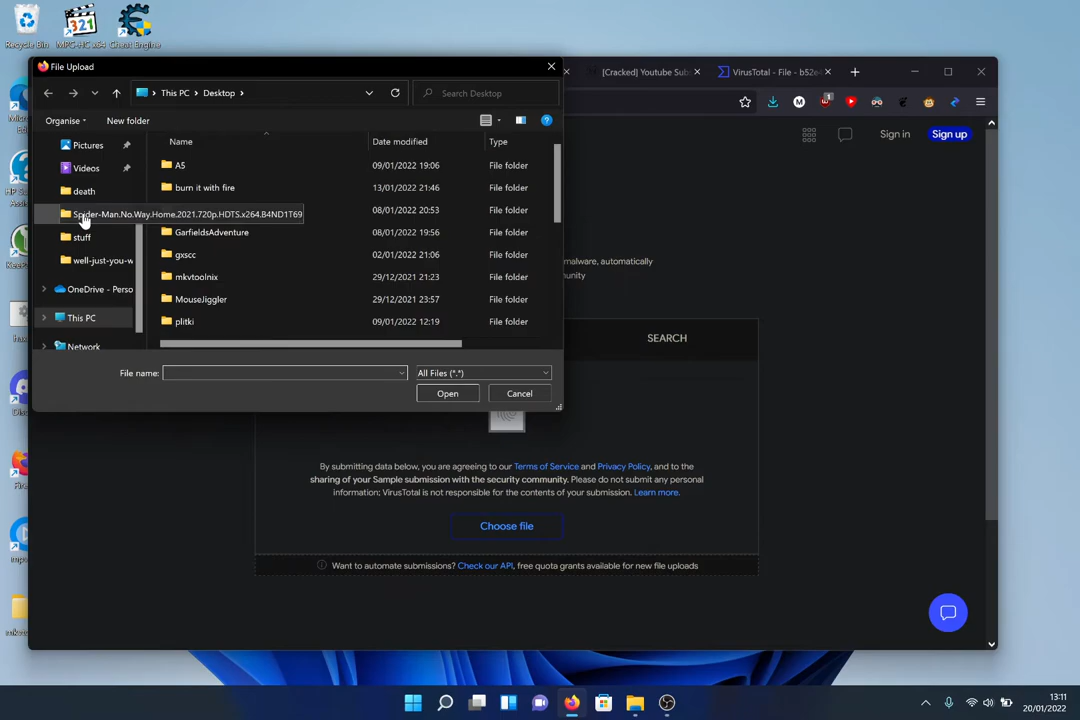 Recycle Bin
MPC-HC x64
Cheat Engine
File Upload
[Cracked] Youtube Sub
VirusTotal - File - b52e4
This PC
Desktop
Search Desktop
1
M
Organise
New folder
Sign in
Sign up
Pictures
Videos
death
Spider-Man.No.Way.Home.2021.720p.HDTS.x264.B4ND1T69
stuff
well-just-you-w
OneDrive - Perso
This PC
Network
Name
Date modified
Type
A5
09/01/2022 19:06
File folder
burn it with fire
13/01/2022 21:46
File folder
08/01/2022 20:53
File folder
GarfieldsAdventure
08/01/2022 19:56
File folder
gxscc
02/01/2022 21:06
File folder
mkvtoolnix
29/12/2021 21:23
File folder
MouseJiggler
29/12/2021 23:57
File folder
plitki
09/01/2022 12:19
File folder
File name:
All Files (*.*)
Open
Cancel
malware, automatically
unity
SEARCH
By submitting data below, you are agreeing to our Terms of Service and Privacy Policy, and to the
sharing of your Sample submission with the security community. Please do not submit any personal
information; VirusTotal is not responsible for the contents of your submission. Learn more.
Choose file
Want to automate submissions? Check our API, free quota grants available for new file uploads
13:11
20/01/2022